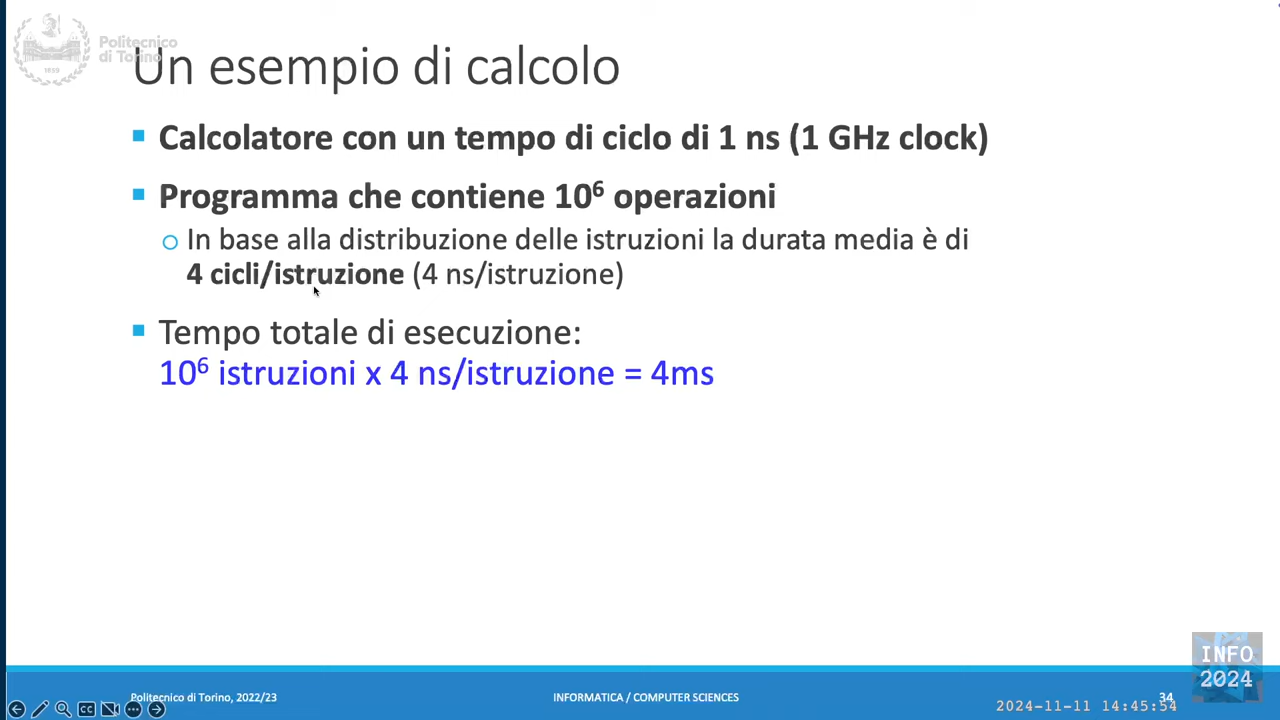 Politecnico
di Torino
Un esempio di calcolo
Calcolatore con un tempo di ciclo di 1 ns (1 GHz clock)
Programma che contiene 10⁶ operazioni
In base alla distribuzione delle istruzioni la durata media è di
4 cicli/istruzione (4 ns/istruzione)
Tempo totale di esecuzione:
10⁶ istruzioni x 4 ns/istruzione = 4ms
INFO
2024
Politecnico di Torino, 2022/23
INFORMATICA / COMPUTER SCIENCES
34
CC
2024-11-11 14:45:54